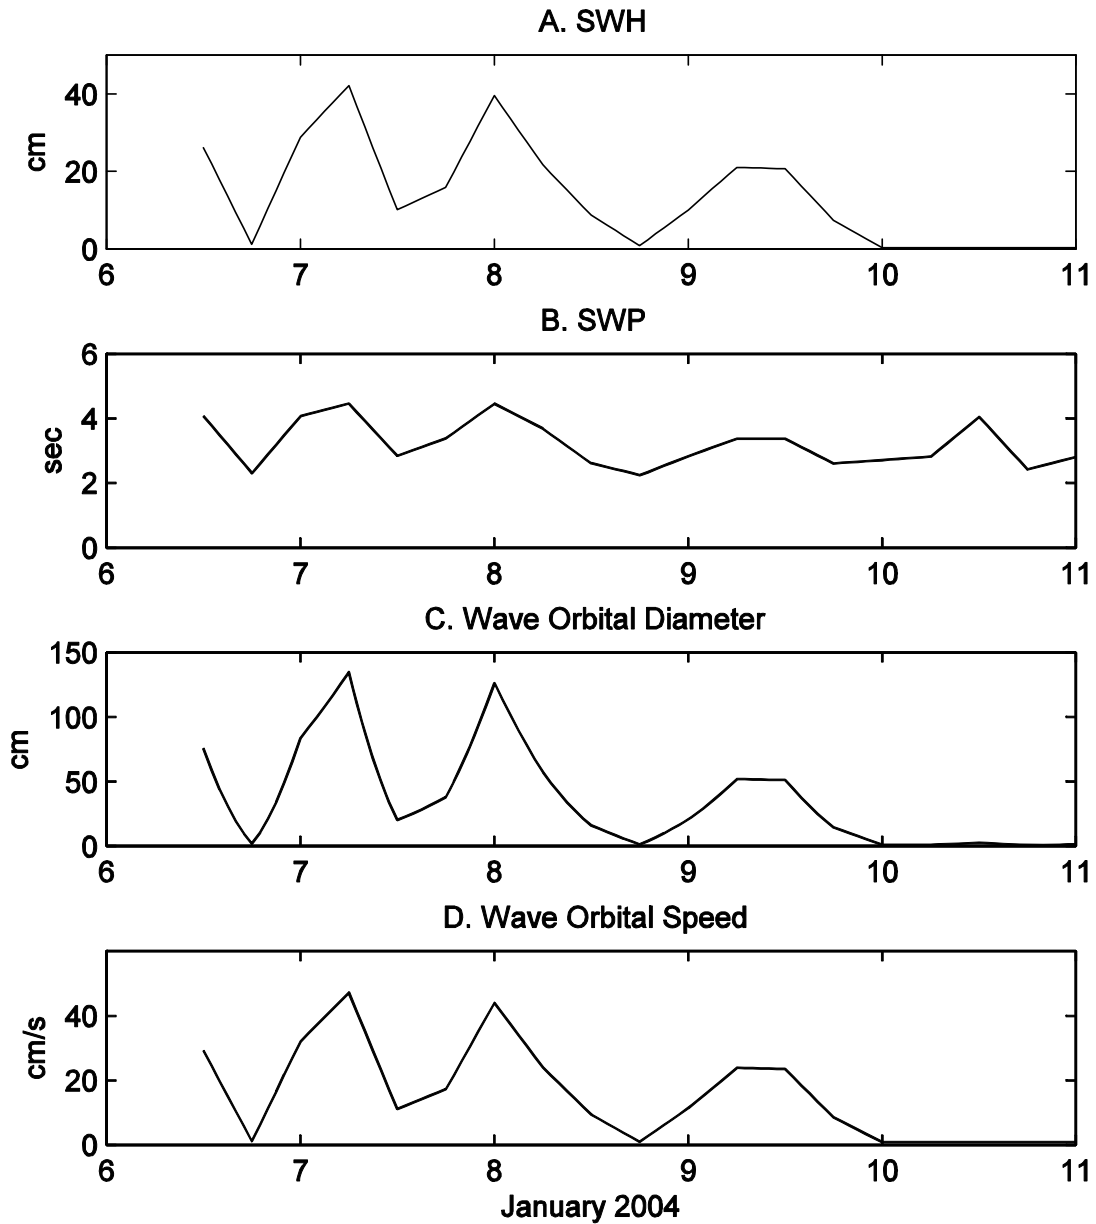 A. SWH
40
20
0
cm
6 7 8 9 10 11
B. SWP
6
4
2
0
sec
6 7 8 9 10 11
C. Wave Orbital Diameter
150
100
50
0
cm
6 7 8 9 10 11
D. Wave Orbital Speed
40
20
0
cm/s
6 7 8 9 10 11
January 2004